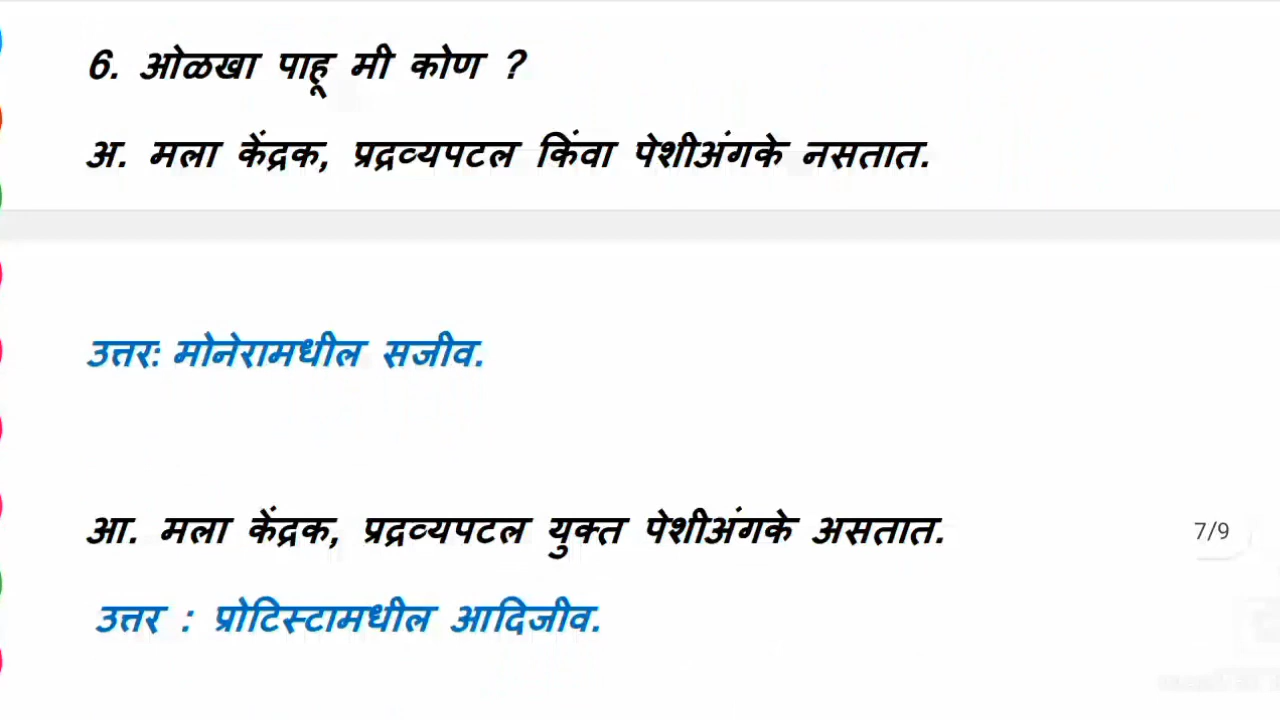 6. ओळखा पाहू मी कोण ?
अ. मला केंद्रक, प्रद्रव्यपटल किंवा पेशीअंगके नसतात.
उत्तर: मोनेरामधील सजीव.
आ. मला केंद्रक, प्रद्रव्यपटल युक्त पेशीअंगके असतात.
7/9
उत्तर : प्रोटिस्टामधील आदिजीव.